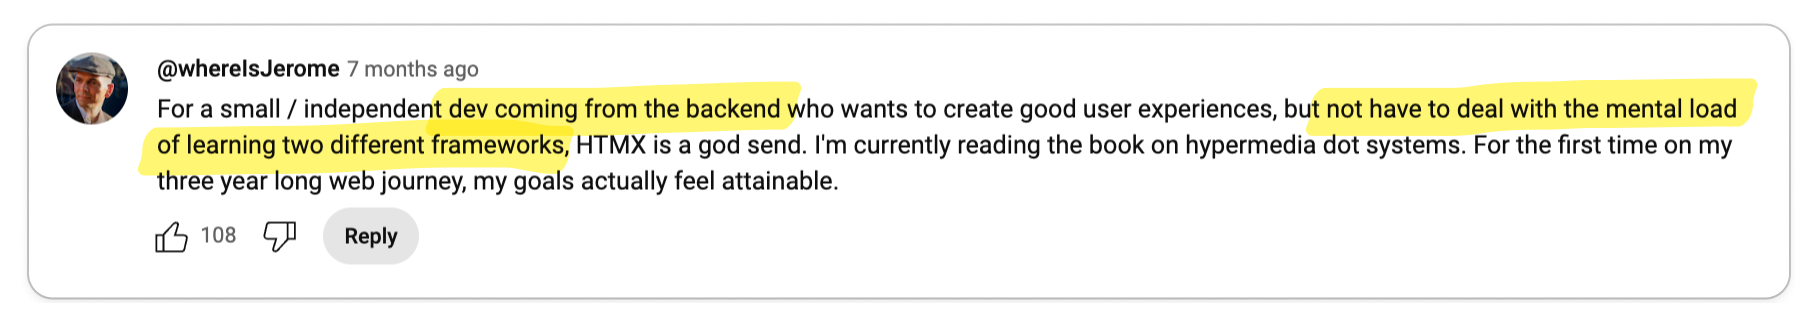 @whereIsJerome 7 months ago
For a small / independent dev coming from the backend who wants to create good user experiences, but not have to deal with the mental load
of learning two different frameworks, HTMX is a god send. I'm currently reading the book on hypermedia dot systems. For the first time on my
three year long web journey, my goals actually feel attainable.
108 Reply